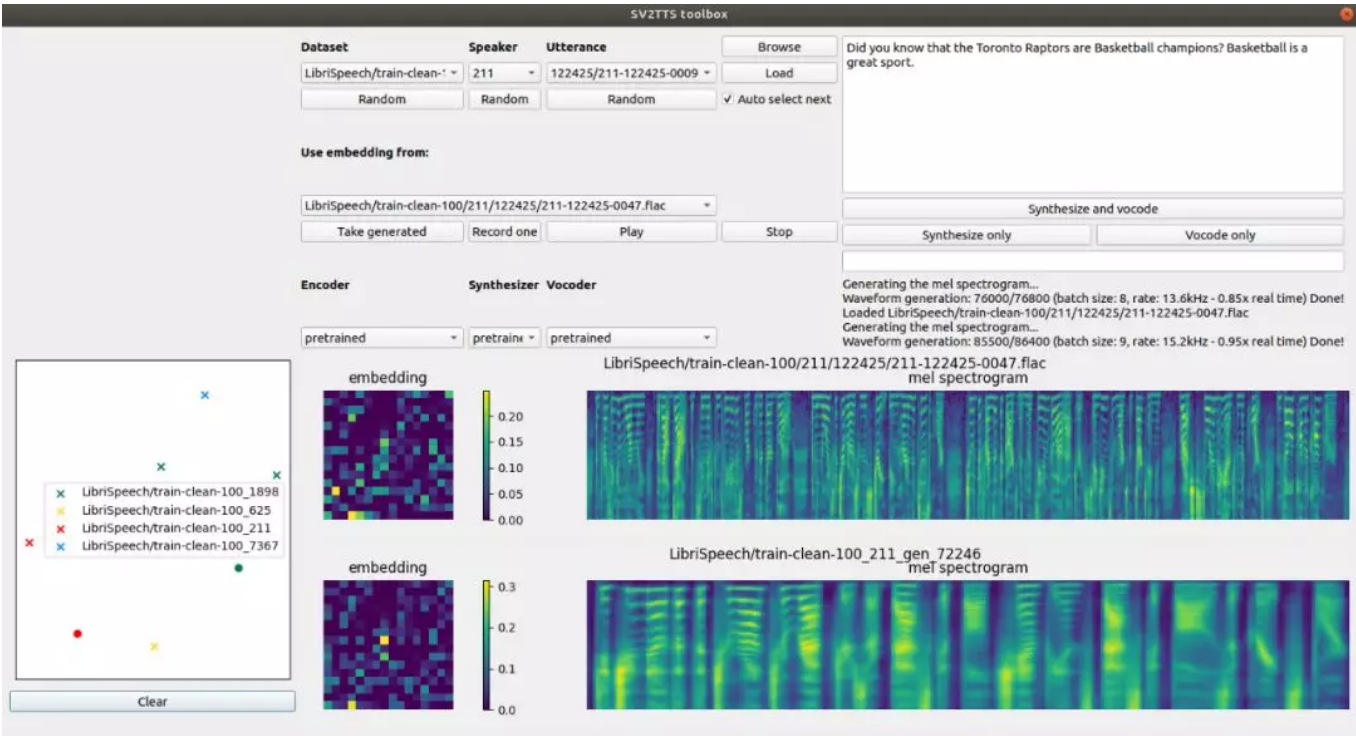 SV2TTS toolbox
Dataset
Speaker
Utterance
LibriSpeech/train-clean-1
211
122425/211-122425-0009
Random
Random
Random
Browse
Load
Auto select next
Use embedding from:
LibriSpeech/train-clean-100/211/122425/211-122425-0047.flac
Take generated
Record one
Play
Stop
Encoder
Synthesizer
Vocoder
pretrained
pretraine
pretrained
Did you know that the Toronto Raptors are Basketball champions? Basketball is a
great sport.
Synthesize and vocode
Synthesize only
Vocode only
Generating the mel spectrogram...
Waveform generation: 76000/76800 (batch size: 8, rate: 13.6kHz - 0.85x real time) Done!
Loaded LibriSpeech/train-clean-100/211/122425/211-122425-0047.flac
Generating the mel spectrogram...
Waveform generation: 85500/86400 (batch size: 9, rate: 15.2kHz - 0.95x real time) Done!
LibriSpeech/train-clean-100_1898
LibriSpeech/train-clean-100_625
LibriSpeech/train-clean-100_211
LibriSpeech/train-clean-100_7367
Clear
LibriSpeech/train-clean-100/211/122425/211-122425-0047.flac
embedding
mel spectrogram
0.20
0.15
0.10
0.05
0.00
LibriSpeech/train-clean-100_211_gen_72246
embedding
mel spectrogram
0.3
0.2
0.1
0.0